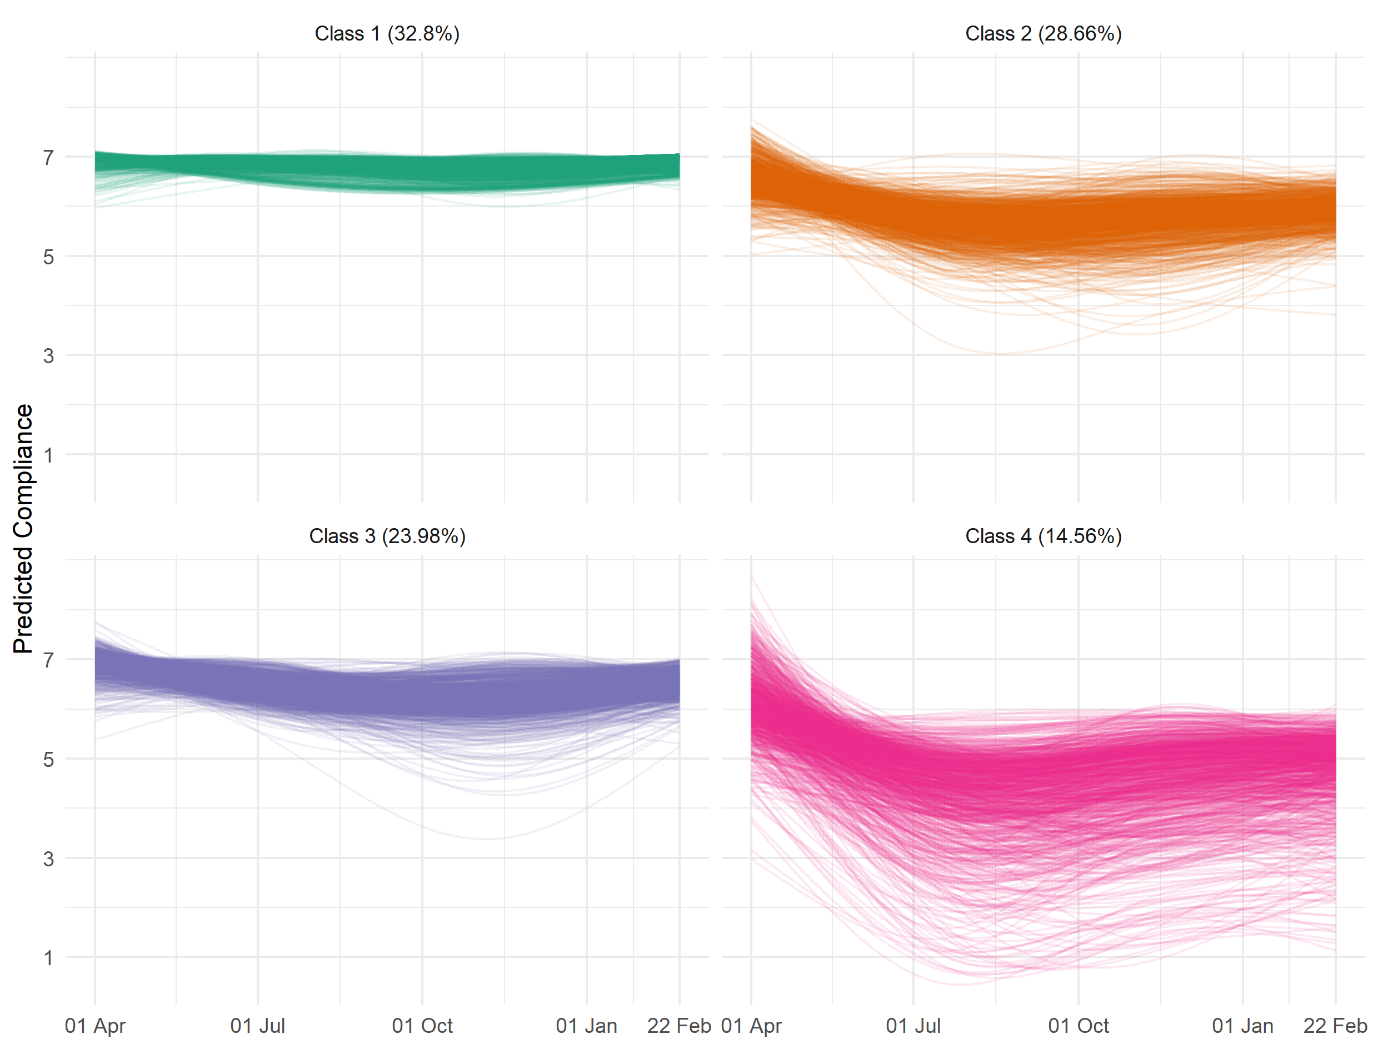 Class 1 (32.8%)
Class 2 (28.66%)
7
5
3
1
Predicted Compliance
Class 3 (23.98%)
Class 4 (14.56%)
7
5
3
1
01 Apr
01 Jul
01 Oct
01 Jan
22 Feb
01 Apr
01 Jul
01 Oct
01 Jan
22 Feb